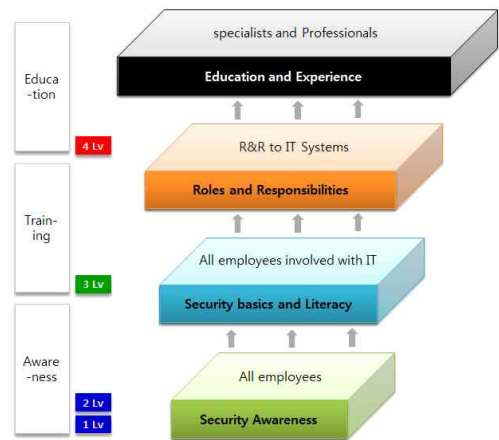 specialists and Professionals
Education and Experience
Educa
-tion
4 Lv
R&R to IT Systems
Roles and Responsibilities
Train-
ing
3 Lv
All employees involved with IT
Security basics and Literacy
Aware
-ness
2 Lv
1 Lv
All employees
Security Awareness